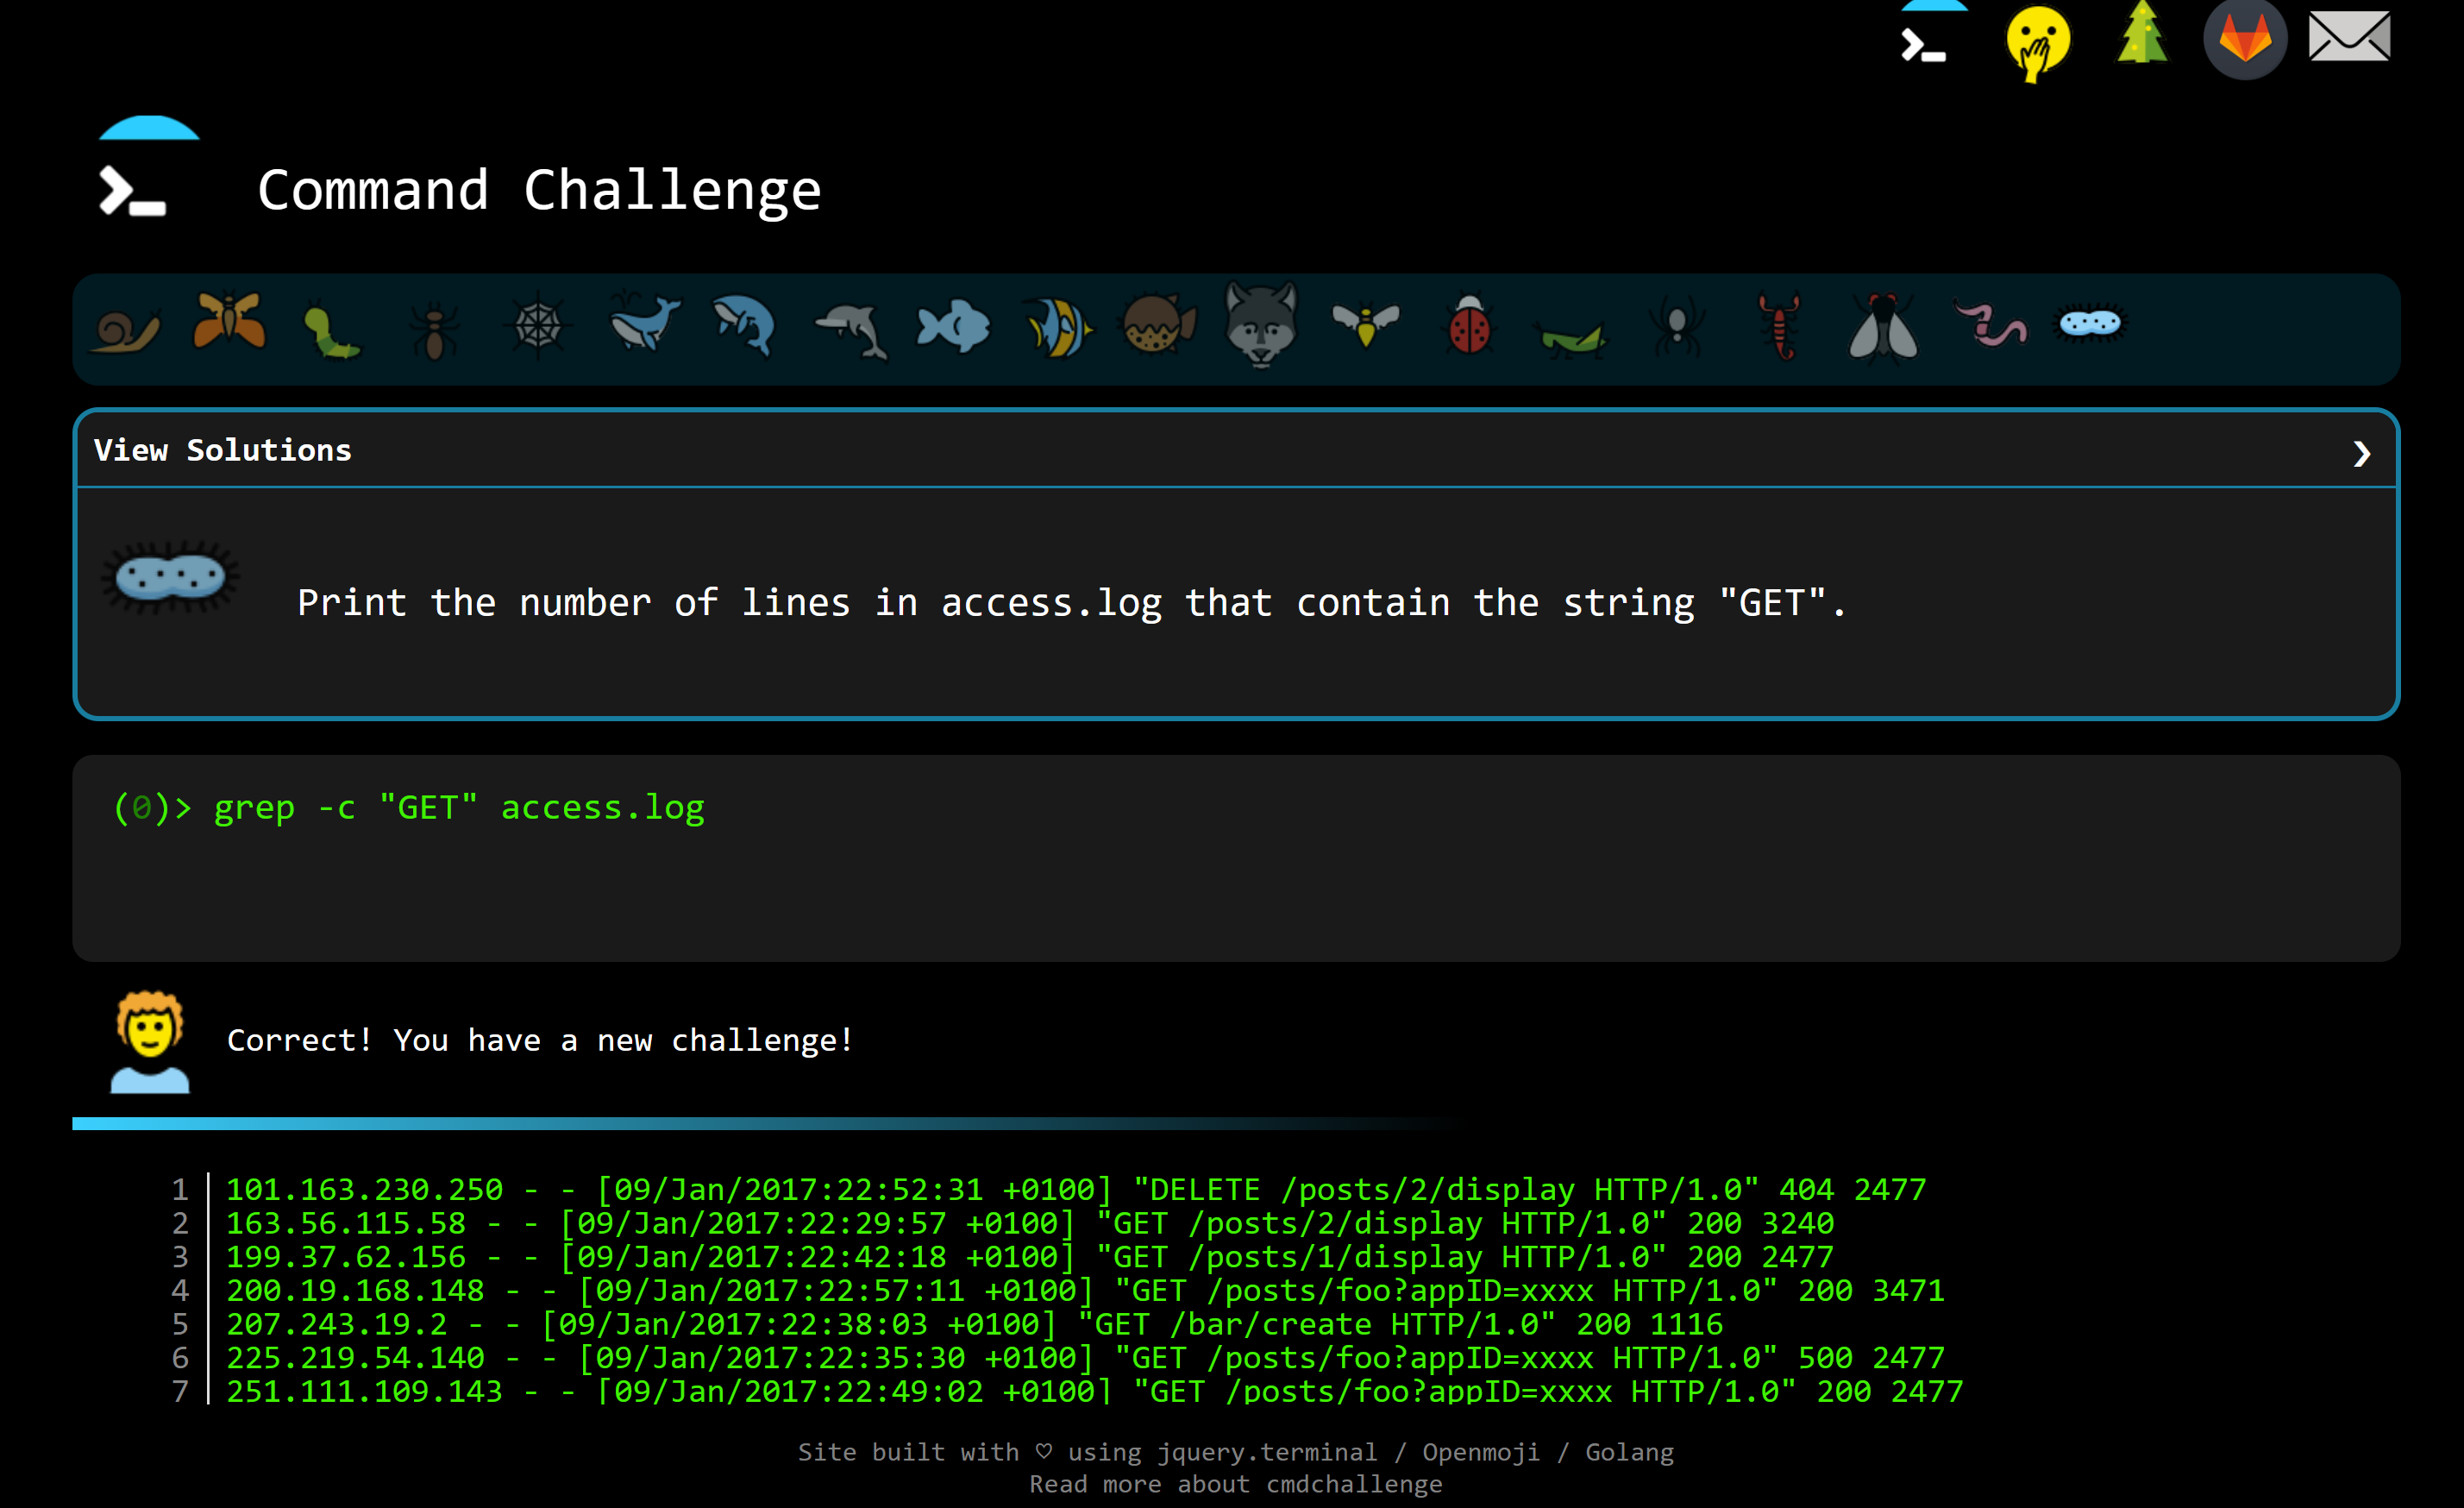 Command Challenge
View Solutions
Print the number of lines in access.log that contain the string "GET".
(0)> grep -c "GET" access.log
Correct! You have a new challenge!
1 101.163.230.250 - - [09/Jan/2017:22:52:31 +0100] "DELETE /posts/2/display HTTP/1.0" 404 2477
2 163.56.115.58 - - [09/Jan/2017:22:29:57 +0100] "GET /posts/2/display HTTP/1.0" 200 3240
3 199.37.62.156 - - [09/Jan/2017:22:42:18 +0100] "GET /posts/1/display HTTP/1.0" 200 2477
4 200.19.168.148 - - [09/Jan/2017:22:57:11 +0100] "GET /posts/foo?appID=xxxx HTTP/1.0" 200 3471
5 207.243.19.2 - - [09/Jan/2017:22:38:03 +0100] "GET /bar/create HTTP/1.0" 200 1116
6 225.219.54.140 - - [09/Jan/2017:22:35:30 +0100] "GET /posts/foo?appID=xxxx HTTP/1.0" 500 2477
7 251.111.109.143 - - [09/Jan/2017:22:49:02 +0100] "GET /posts/foo?appID=xxxx HTTP/1.0" 200 2477
Site built with ♡ using jquery.terminal / Openmoji / Golang
Read more about cmdchallenge